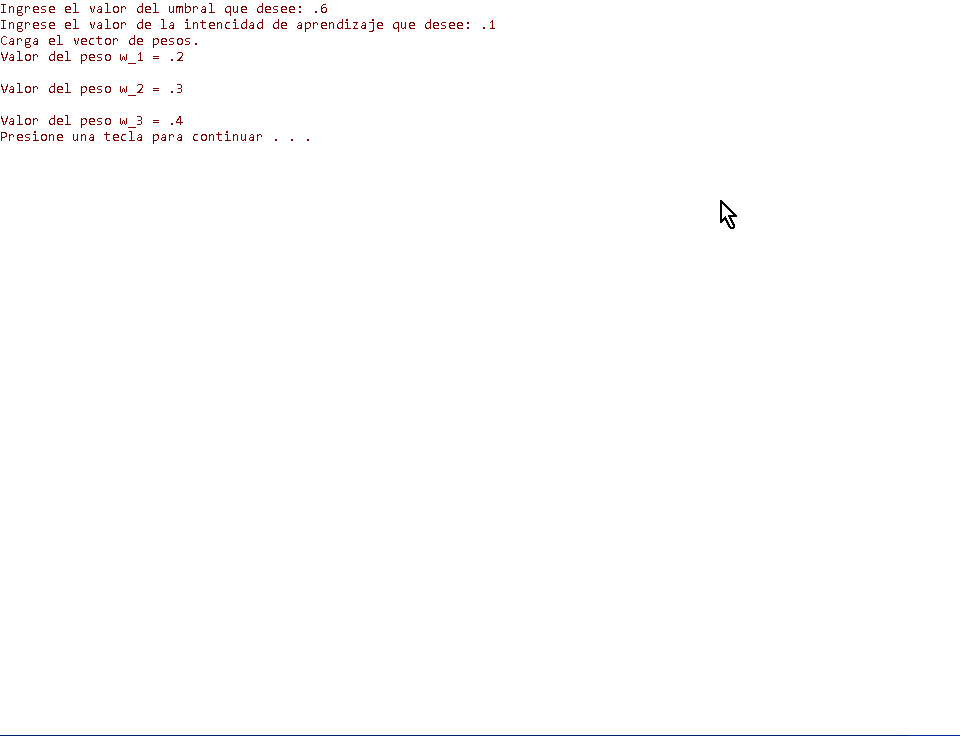 Ingrese el valor del umbral que desee: .6
Ingrese el valor de la intencidad de aprendizaje que desee: .1
Carga el vector de pesos.
Valor del peso w_1 = .2
Valor del peso w_2 = .3
Valor del peso w_3 = .4
Presione una tecla para continuar . . .